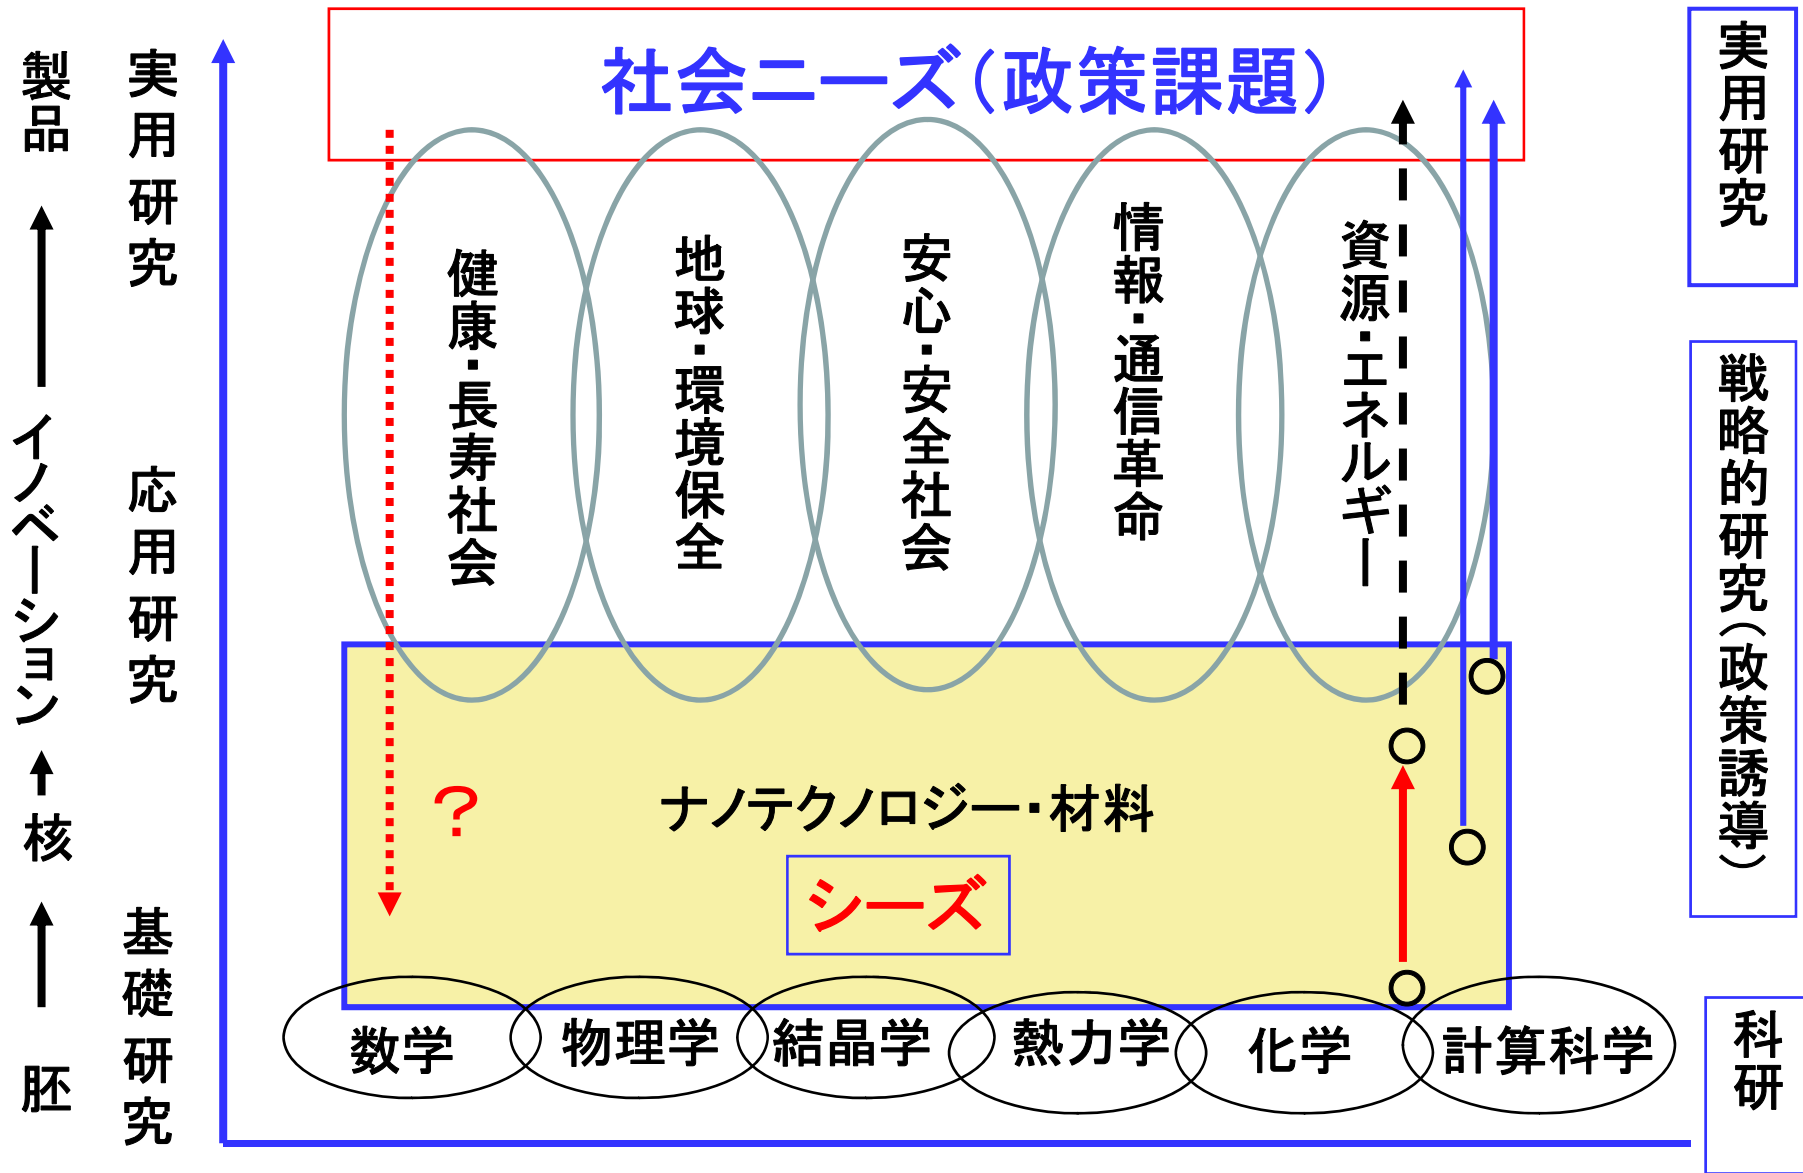 社会ニーズ（政策課題）
製品
イノベーション
核
胚
実用研究
応用研究
基礎研究
健康・長寿社会
地球・環境保全
安心・安全社会
情報・通信革命
資源・エネルギー
?
ナノテクノロジー・材料
シーズ
数学
物理学
結晶学
熱力学
化学
計算科学
実用研究
戦略的研究（政策誘導）
科研